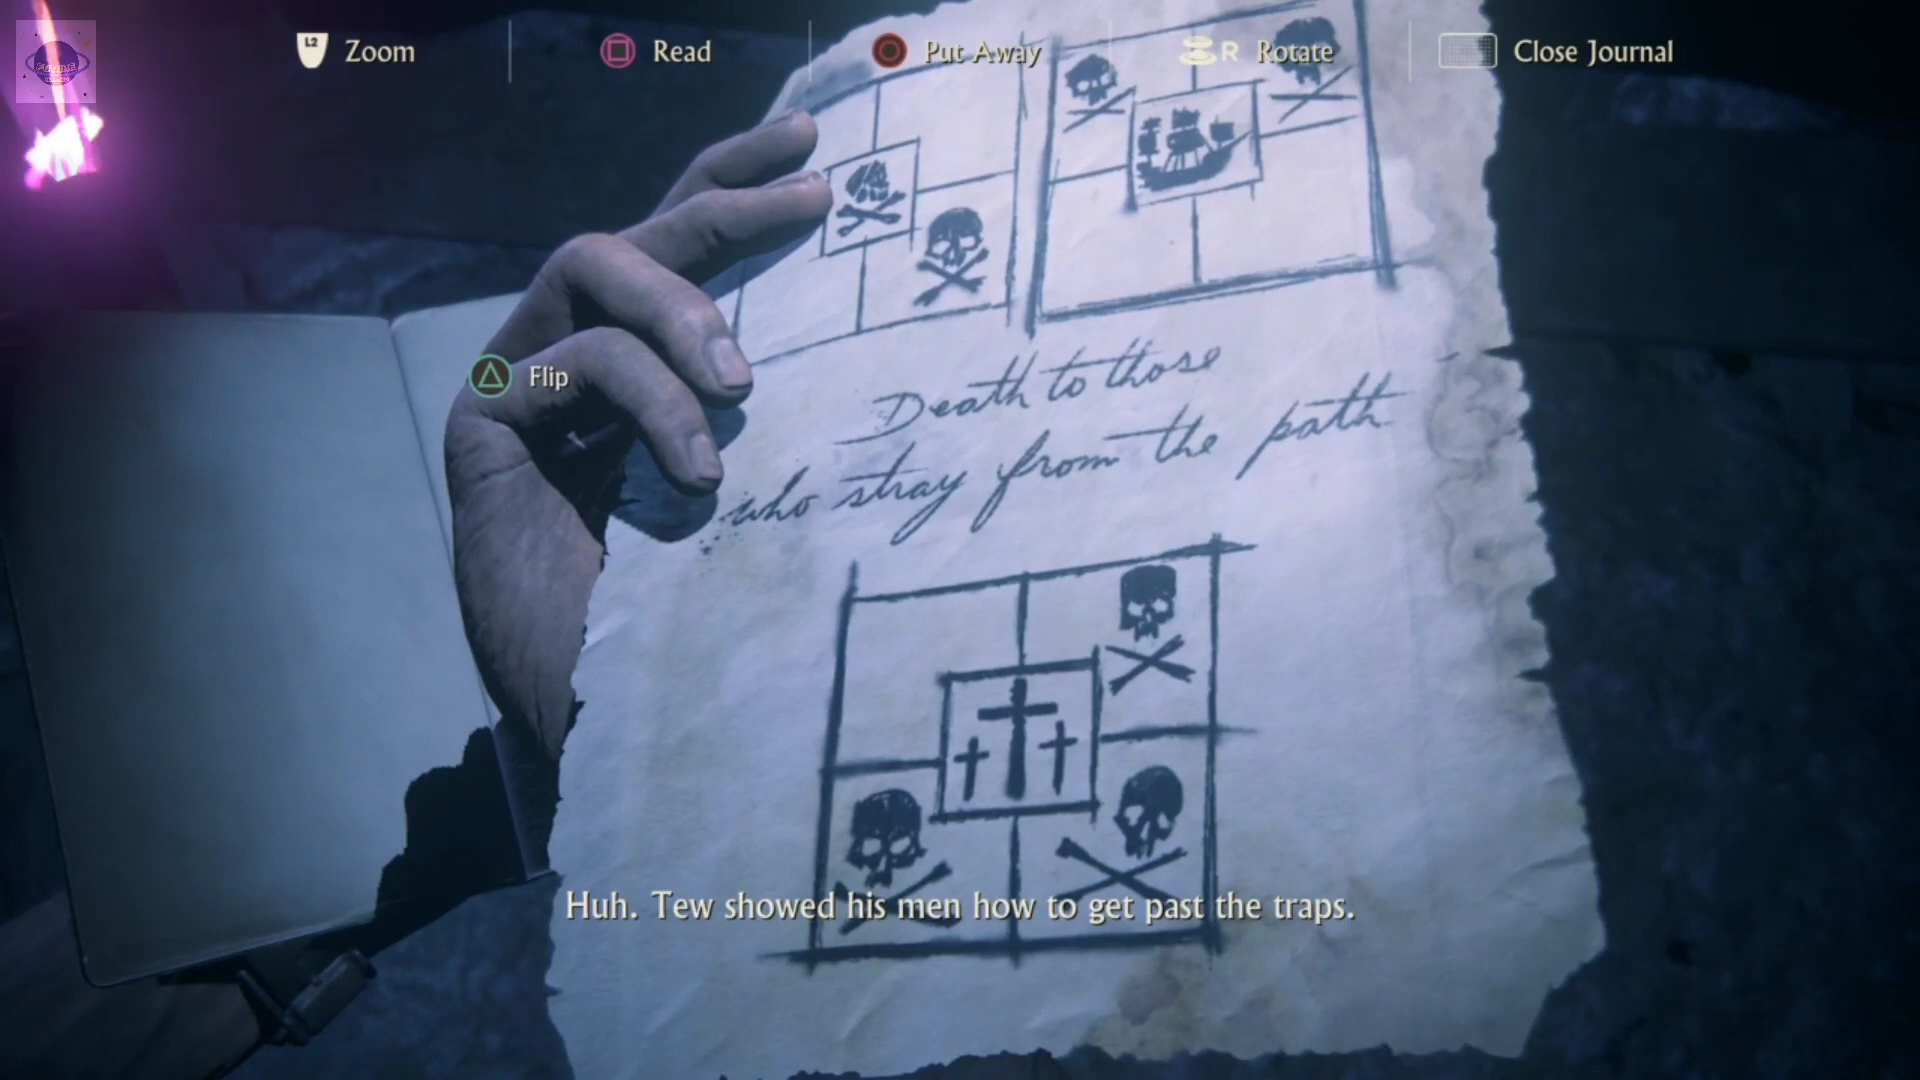 L2 Zoom
Read
Put Away
R Rotate
Close Journal
Flip
Death to those
who stray from the path
Huh. Tew showed his men how to get past the traps.